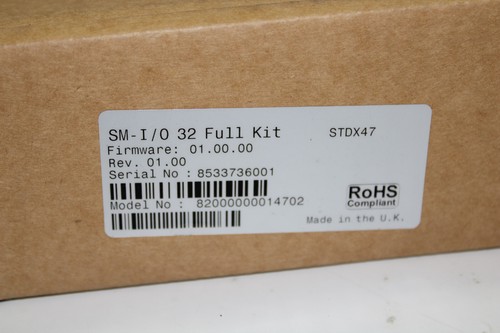 SM-I/O 32 Full Kit STDX47
Firmware: 01.00.00
Rev. 01.00
Serial No : 8533736001
Model No : 82000000014702
RoHS
Compliant
Made in the U.K.